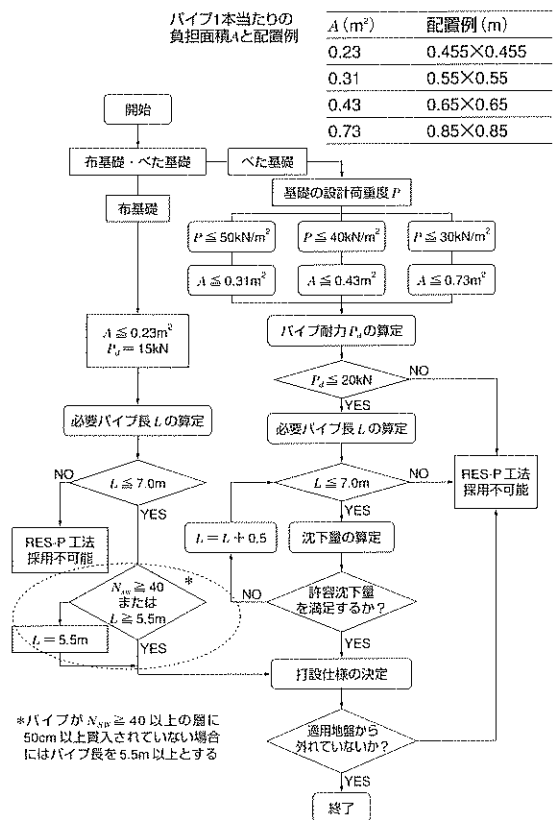 パイプ1本当たりの
負担面積Aと配置例
A (m²) 配置例 (m)
0.23 0.455×0.455
0.31 0.55×0.55
0.43 0.65×0.65
0.73 0.85×0.85
開始
布基礎・べた基礎
べた基礎
布基礎
基礎の設計荷重度 P
P ≦ 50kN/m²
P ≦ 40kN/m²
P ≦ 30kN/m²
A ≦ 0.31m²
A ≦ 0.43m²
A ≦ 0.73m²
A ≦ 0.23m²
Pd = 15kN
パイプ耐力 Pd の算定
Pd ≦ 20kN
NO
YES
必要パイプ長 L の算定
必要パイプ長 L の算定
L ≦ 7.0m
NO
YES
L ≦ 7.0m
NO
YES
RES-P 工法
採用不可能
RES-P 工法
採用不可能
L = L + 0.5
沈下量の算定
Nsw ≧ 40
または
L ≧ 5.5m
*
YES
L = 5.5m
許容沈下量
を満足するか？
NO
YES
打設仕様の決定
*パイプが Nsw ≧ 40 以上の層に
50cm 以上貫入されていない場合
にはパイプ長を 5.5m 以上とする
適用地盤から
外れていないか？
YES
終了